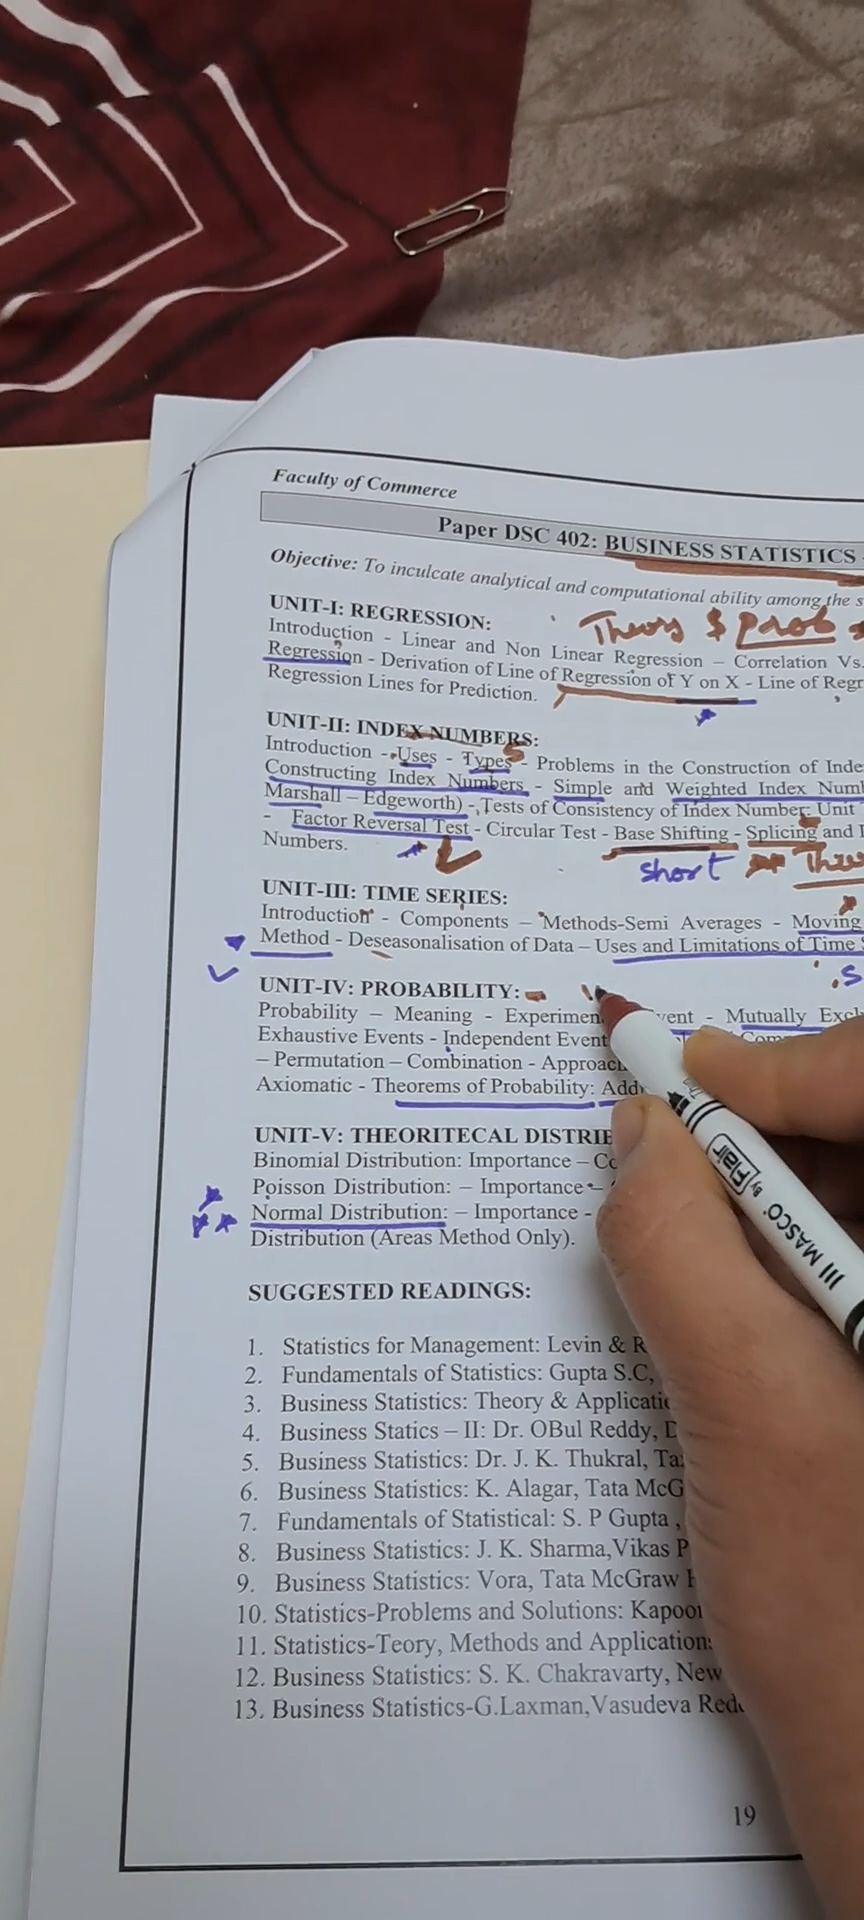 Faculty of Commerce
Paper DSC 402: BUSINESS STATISTICS
Objective: To inculcate analytical and computational ability among the s
UNIT-I: REGRESSION:
Theory & prob
Introduction - Linear and Non Linear Regression – Correlation Vs.
Regression - Derivation of Line of Regression of Y on X - Line of Regr
Regression Lines for Prediction.
UNIT-II: INDEX NUMBERS:
Introduction - Uses - Types - Problems in the Construction of Inde
Constructing Index Numbers - Simple and Weighted Index Num
Marshall – Edgeworth) - Tests of Consistency of Index Number: Unit
- Factor Reversal Test - Circular Test - Base Shifting - Splicing and
Numbers.
short
UNIT-III: TIME SERIES:
Introduction - Components – Methods-Semi Averages - Moving
Method - Deseasonalisation of Data – Uses and Limitations of Time S
UNIT-IV: PROBABILITY:
Probability – Meaning - Experimen vent - Mutually Excl
Exhaustive Events - Independent Event Com
– Permutation – Combination - Approac
Axiomatic - Theorems of Probability: Add
UNIT-V: THEORITECAL DISTRIB
Binomial Distribution: Importance – Co
Poisson Distribution: – Importance –
Normal Distribution: – Importance -
Distribution (Areas Method Only).
SUGGESTED READINGS:
1. Statistics for Management: Levin & R
2. Fundamentals of Statistics: Gupta S.C,
3. Business Statistics: Theory & Applicatio
4. Business Statics – II: Dr. OBul Reddy, D
5. Business Statistics: Dr. J. K. Thukral, Ta
6. Business Statistics: K. Alagar, Tata McG
7. Fundamentals of Statistical: S. P Gupta ,
8. Business Statistics: J. K. Sharma,Vikas P
9. Business Statistics: Vora, Tata McGraw H
10. Statistics-Problems and Solutions: Kapoor
11. Statistics-Teory, Methods and Application
12. Business Statistics: S. K. Chakravarty, New
13. Business Statistics-G.Laxman,Vasudeva Redd
19
MASCO By Flair